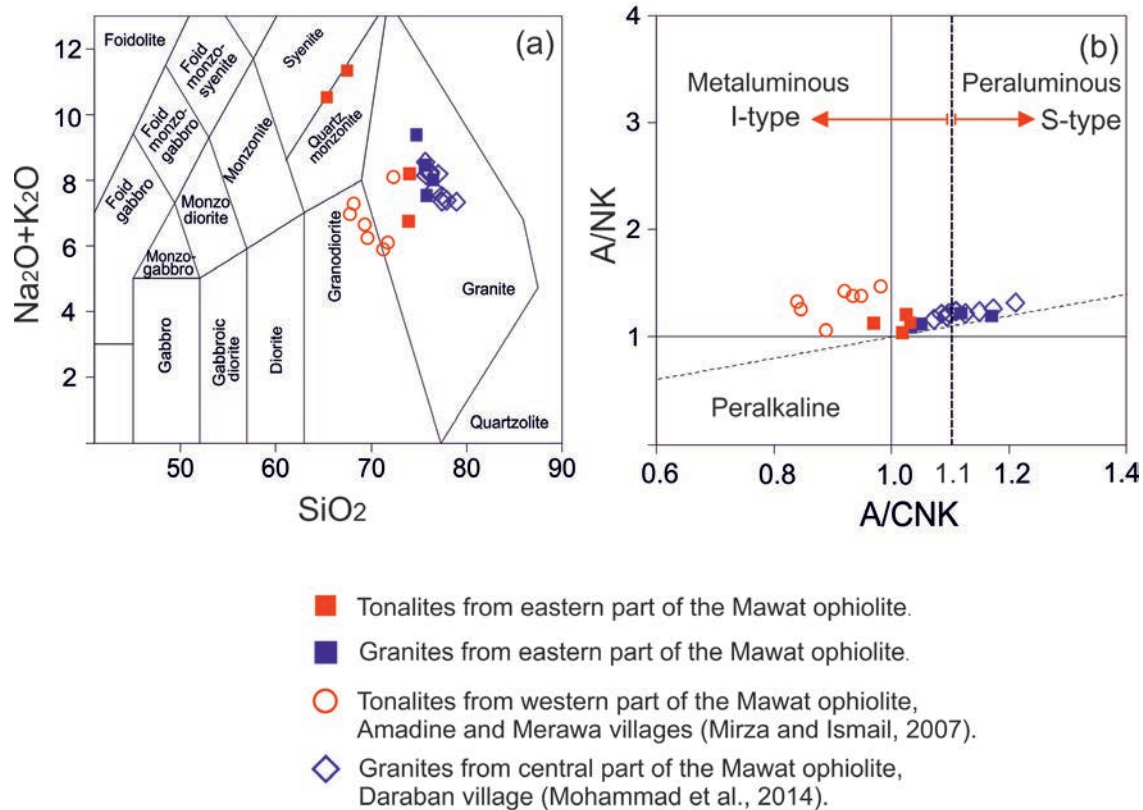 (a)
Na2O+K2O
12
10
8
6
4
2
Foidolite
Foid
monzo-
syenite
Syenite
Foid
monzo-
gabbro
Monzonite
Quartz
monzonite
Foid
gabbro
Monzo
diorite
Monzo-
gabbro
Gabbro
Gabbroic
diorite
Diorite
Granodiorite
Granite
Quartzolite
50
60
70
80
90
SiO2
(b)
A/NK
4
3
2
1
Metaluminous
I-type
Peraluminous
S-type
Peralkaline
0.6
0.8
1.0
1.1
1.2
1.4
A/CNK
Tonalites from eastern part of the Mawat ophiolite.
Granites from eastern part of the Mawat ophiolite.
Tonalites from western part of the Mawat ophiolite,
Amadine and Merawa villages (Mirza and Ismail, 2007).
Granites from central part of the Mawat ophiolite,
Daraban village (Mohammad et al., 2014).